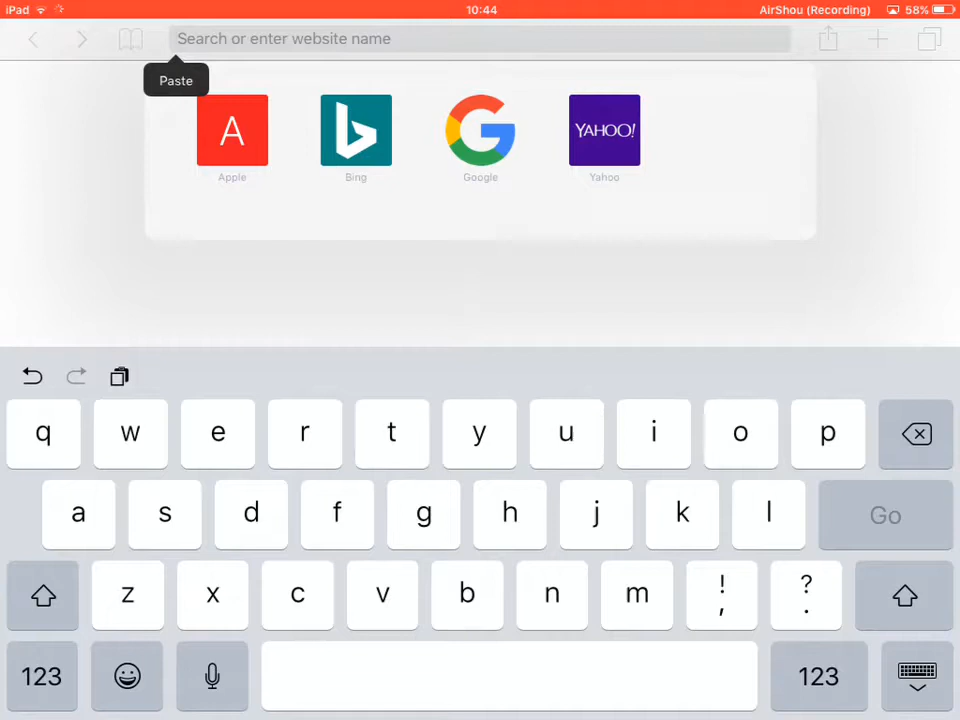 iPad 10:44 AirShou (Recording) 58%
Search or enter website name
Paste
A YAHOO!
Apple Bing Google Yahoo
q w e r t y u i o p
a s d f g h j k l Go
z x c v b n m ! , ? .
123 123